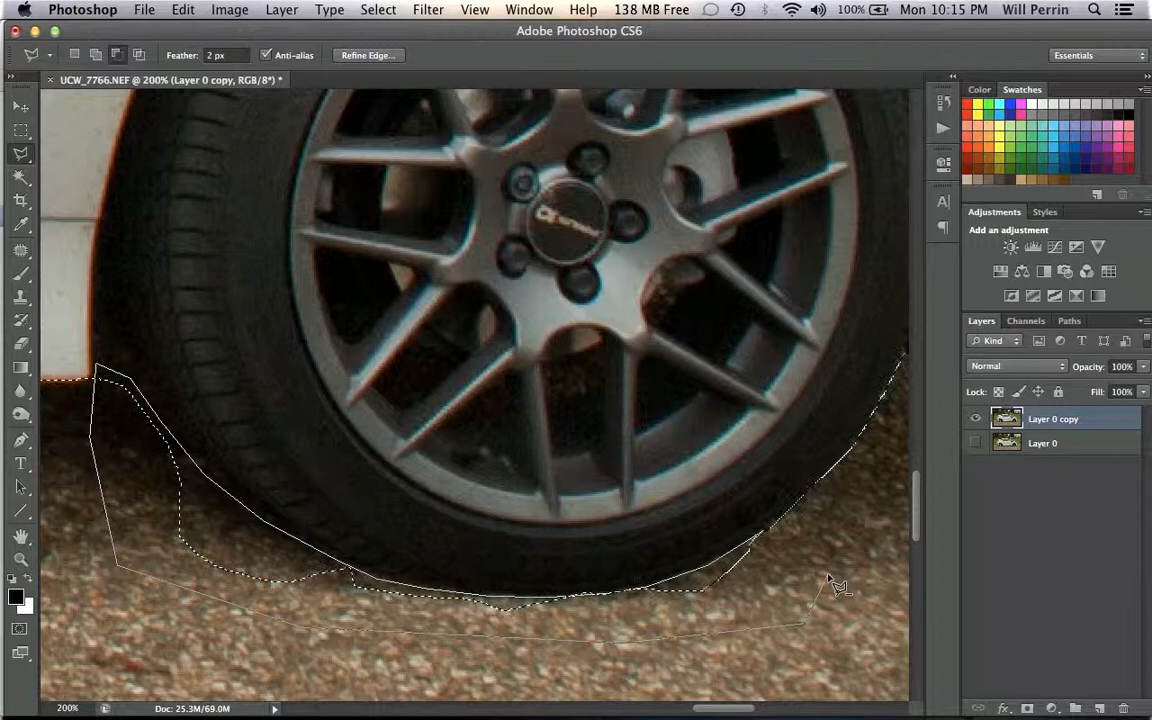 Photoshop File Edit Image Layer Type Select Filter View Window Help 138 MB Free 100% Mon 10:15 PM Will Perrin
Adobe Photoshop CS6
Feather: 2 px Anti-alias Refine Edge... Essentials
UCW_7766.NEF @ 200% (Layer 0 copy, RGB/8*) *
Color Swatches
Adjustments Styles
Add an adjustment
Layers Channels Paths
Kind
Normal Opacity: 100%
Lock: Fill: 100%
Layer 0 copy
Layer 0
200% Doc: 25.3M/69.0M